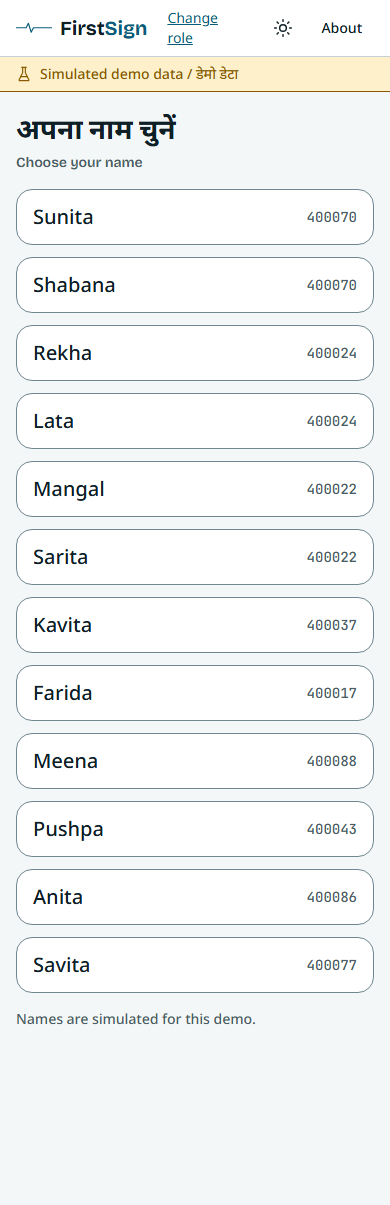 FirstSign
Change
role
About
Simulated demo data / डेमो डेटा
अपना नाम चुनें
Choose your name
Sunita 400070
Shabana 400070
Rekha 400024
Lata 400024
Mangal 400022
Sarita 400022
Kavita 400037
Farida 400017
Meena 400088
Pushpa 400043
Anita 400086
Savita 400077
Names are simulated for this demo.